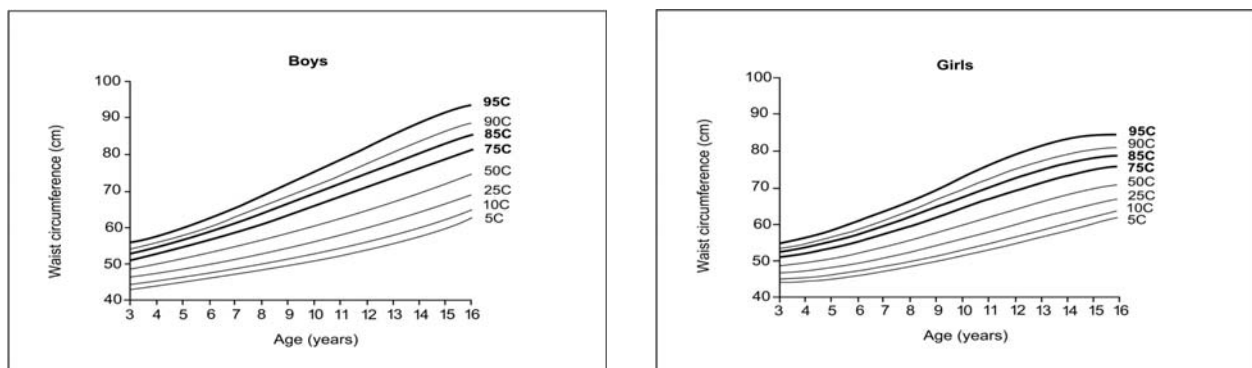 Boys
100
90
80
70
60
50
40
Waist circumference (cm)
95C
90C
85C
75C
50C
25C
10C
5C
3 4 5 6 7 8 9 10 11 12 13 14 15 16
Age (years)
Girls
100
90
80
70
60
50
40
Waist circumference (cm)
95C
90C
85C
75C
50C
25C
10C
5C
3 4 5 6 7 8 9 10 11 12 13 14 15 16
Age (years)